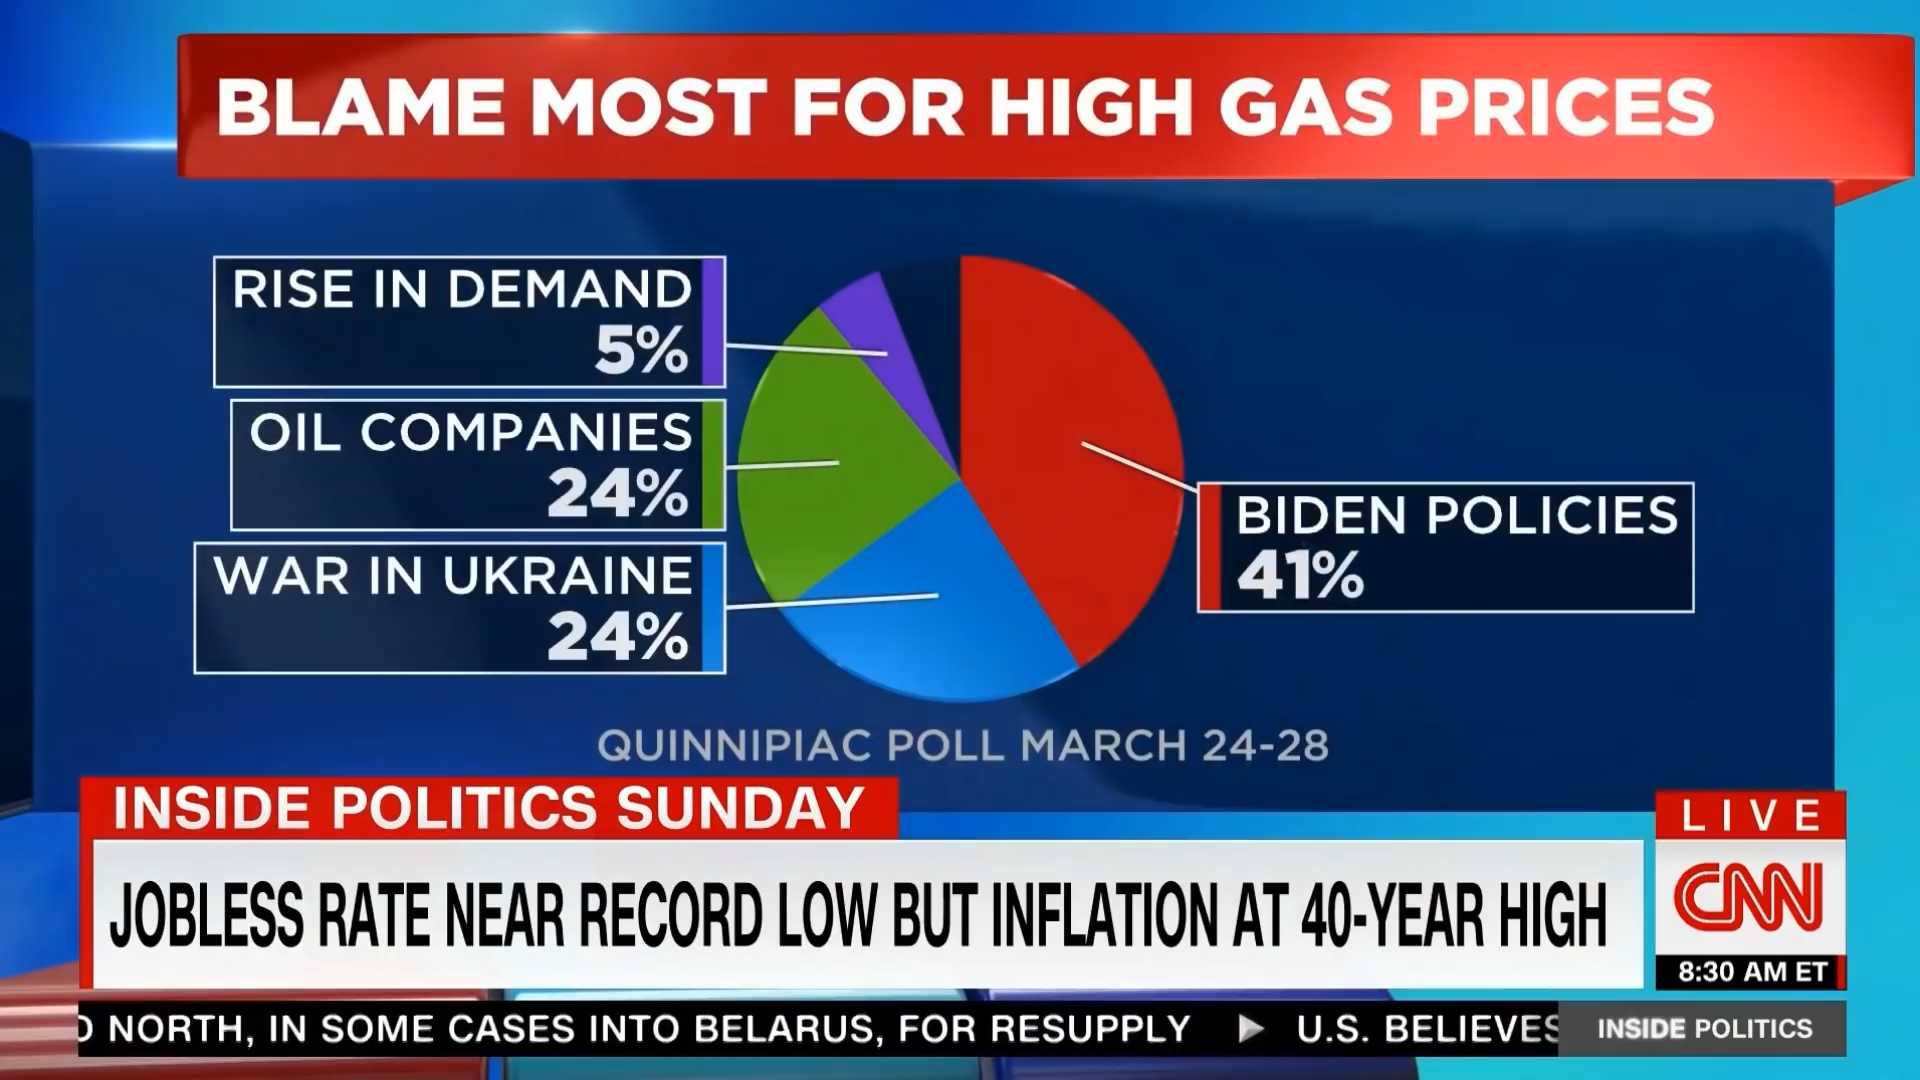 BLAME MOST FOR HIGH GAS PRICES
RISE IN DEMAND
5%
OIL COMPANIES
24%
WAR IN UKRAINE
24%
BIDEN POLICIES
41%
QUINNIPIAC POLL MARCH 24-28
INSIDE POLITICS SUNDAY
JOBLESS RATE NEAR RECORD LOW BUT INFLATION AT 40-YEAR HIGH
LIVE
CNN
8:30 AM ET
NORTH, IN SOME CASES INTO BELARUS, FOR RESUPPLY ▶ U.S. BELIEVES
INSIDE POLITICS